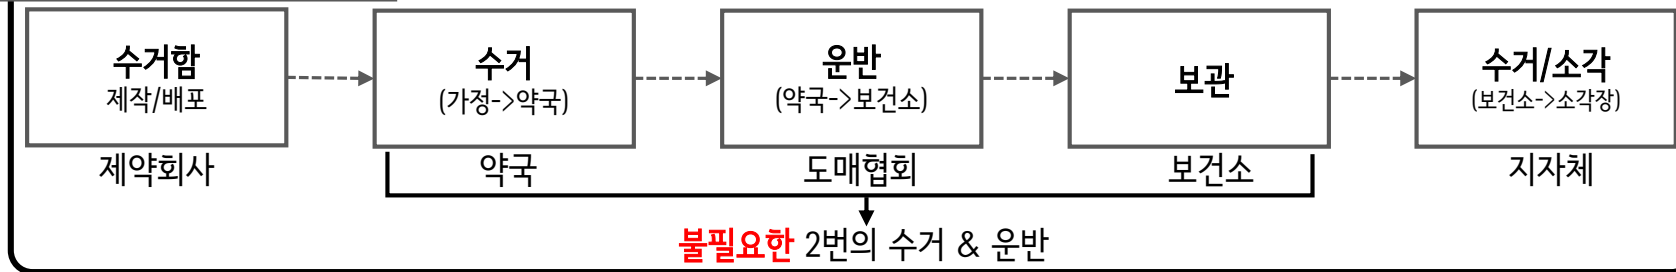 수거함
제작/배포
제약회사
수거
(가정->약국)
약국
운반
(약국->보건소)
도매협회
보관
보건소
수거/소각
(보건소->소각장)
지자체
불필요한 2번의 수거 & 운반